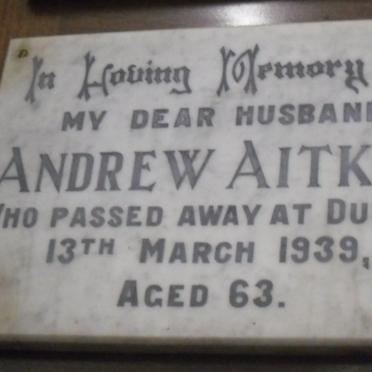 In Loving Memory
MY DEAR HUSBAN
ANDREW AITK
WHO PASSED AWAY AT DU
13TH MARCH 1939,
AGED 63.